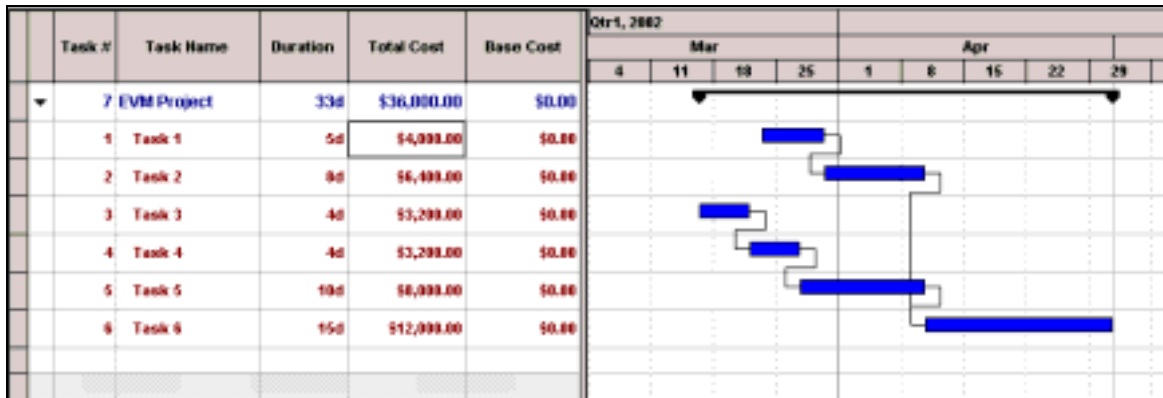 Qtr1, 2002
Task # Task Name Duration Total Cost Base Cost Mar Apr
4 11 18 25 1 8 15 22 29
7 EVM Project 33d $36,000.00 $0.00
1 Task 1 5d $4,000.00 $0.00
2 Task 2 8d $6,400.00 $0.00
3 Task 3 4d $3,200.00 $0.00
4 Task 4 4d $3,200.00 $0.00
5 Task 5 10d $8,000.00 $0.00
6 Task 6 15d $12,000.00 $0.00